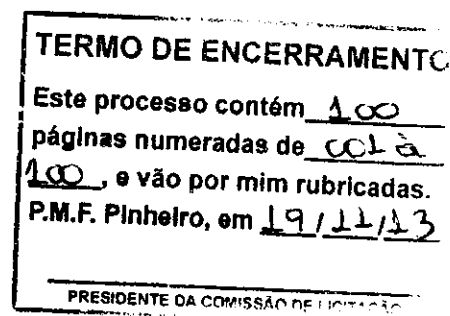 TERMO DE ENCERRAMENTO
Este processo contém 100
páginas numeradas de 001 à
100, e vão por mim rubricadas.
P.M.F. Pinheiro, em 19/11/13
PRESIDENTE DA COMISSÃO DE LICITAÇÃO